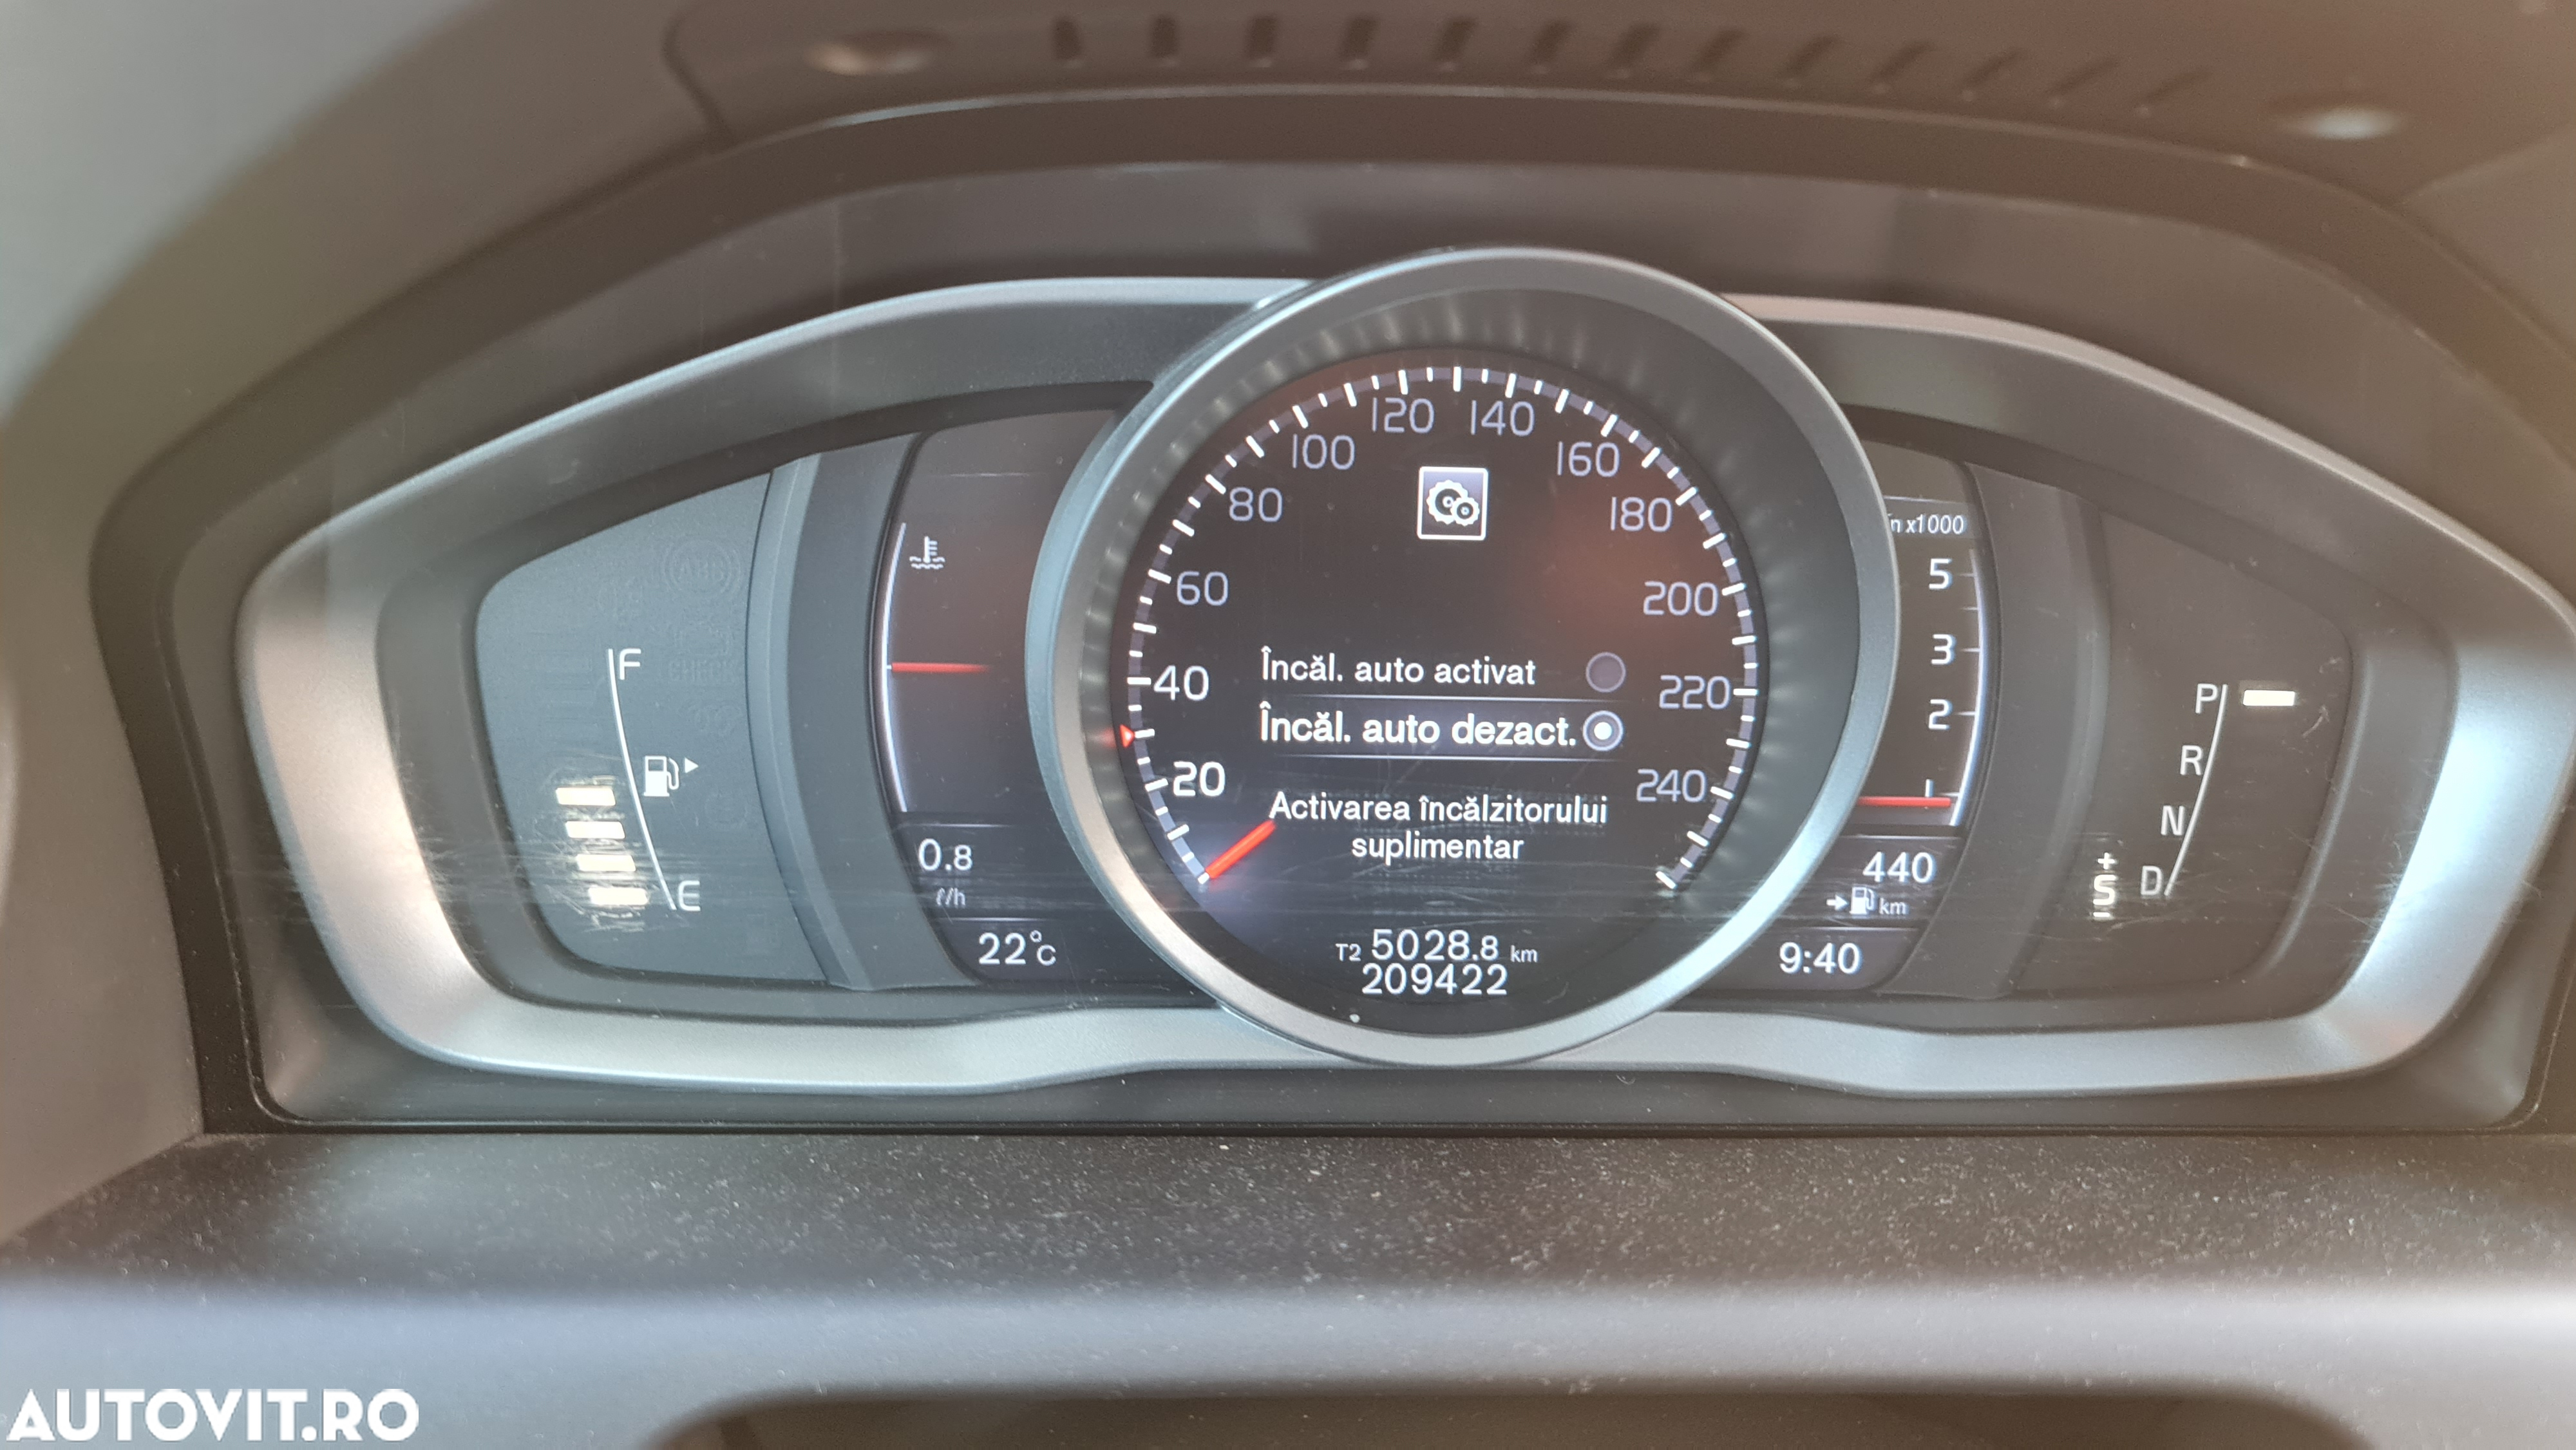 120
140
100
160
80
180
n x1000
5
60
200
F
Încăl. auto activat
3
40
220
P
Încăl. auto dezact.
2
R
20
240
1
Activarea încălzitorului
suplimentar
N
0.8
440
+
S
D
E
ℓ/h
km
22°C
T2 5028.8 km
9:40
209422
AUTOVIT.RO